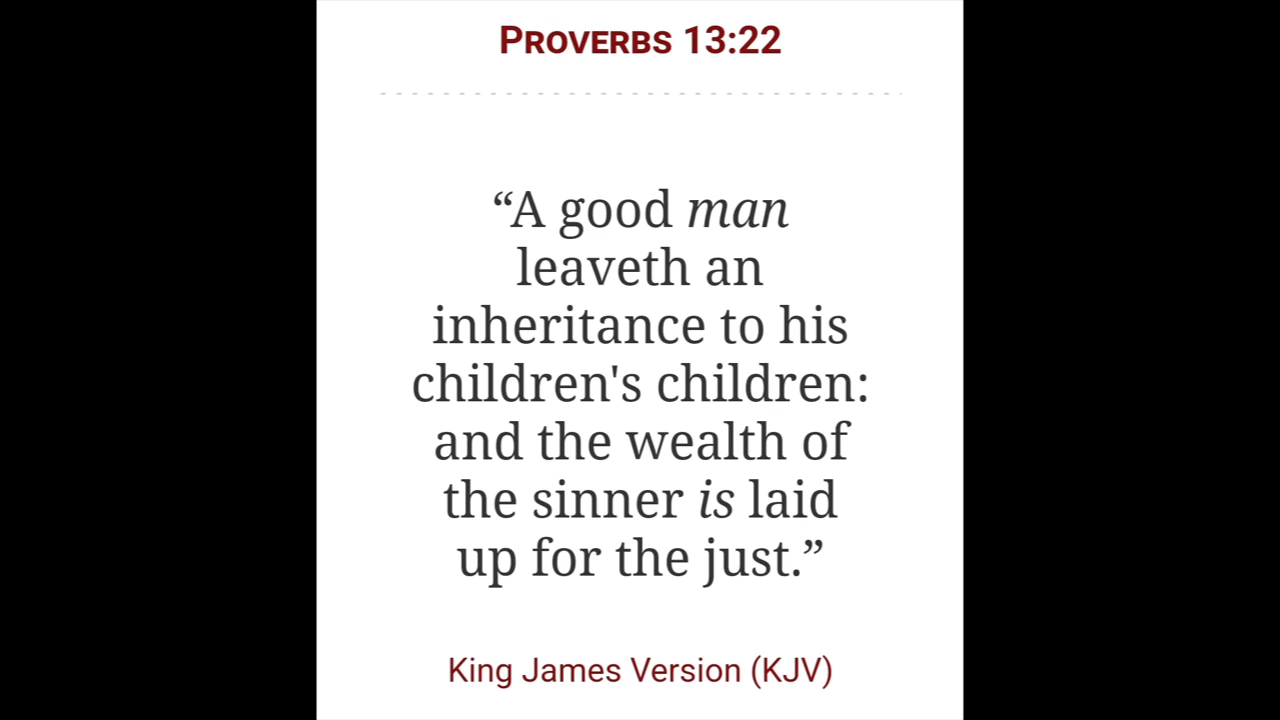 PROVERBS 13:22
“A good man
leaveth an
inheritance to his
children's children:
and the wealth of
the sinner is laid
up for the just.”
King James Version (KJV)